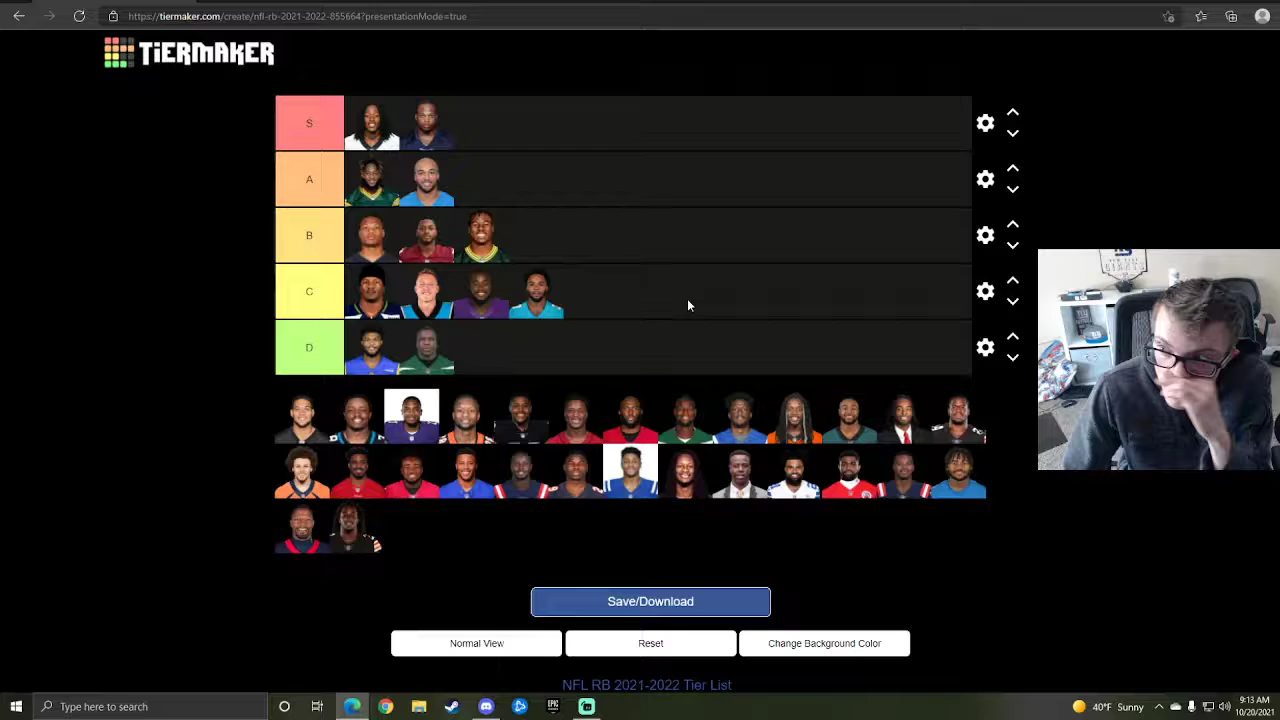 https://tiermaker.com/create/nfl-rb-2021-2022-855664?presentationMode=true
TiERMAKER
S
A
B
C
D
Save/Download
Normal View
Reset
Change Background Color
NFL RB 2021-2022 Tier List
Type here to search
EPIC
40°F Sunny
9:13 AM
10/20/2021